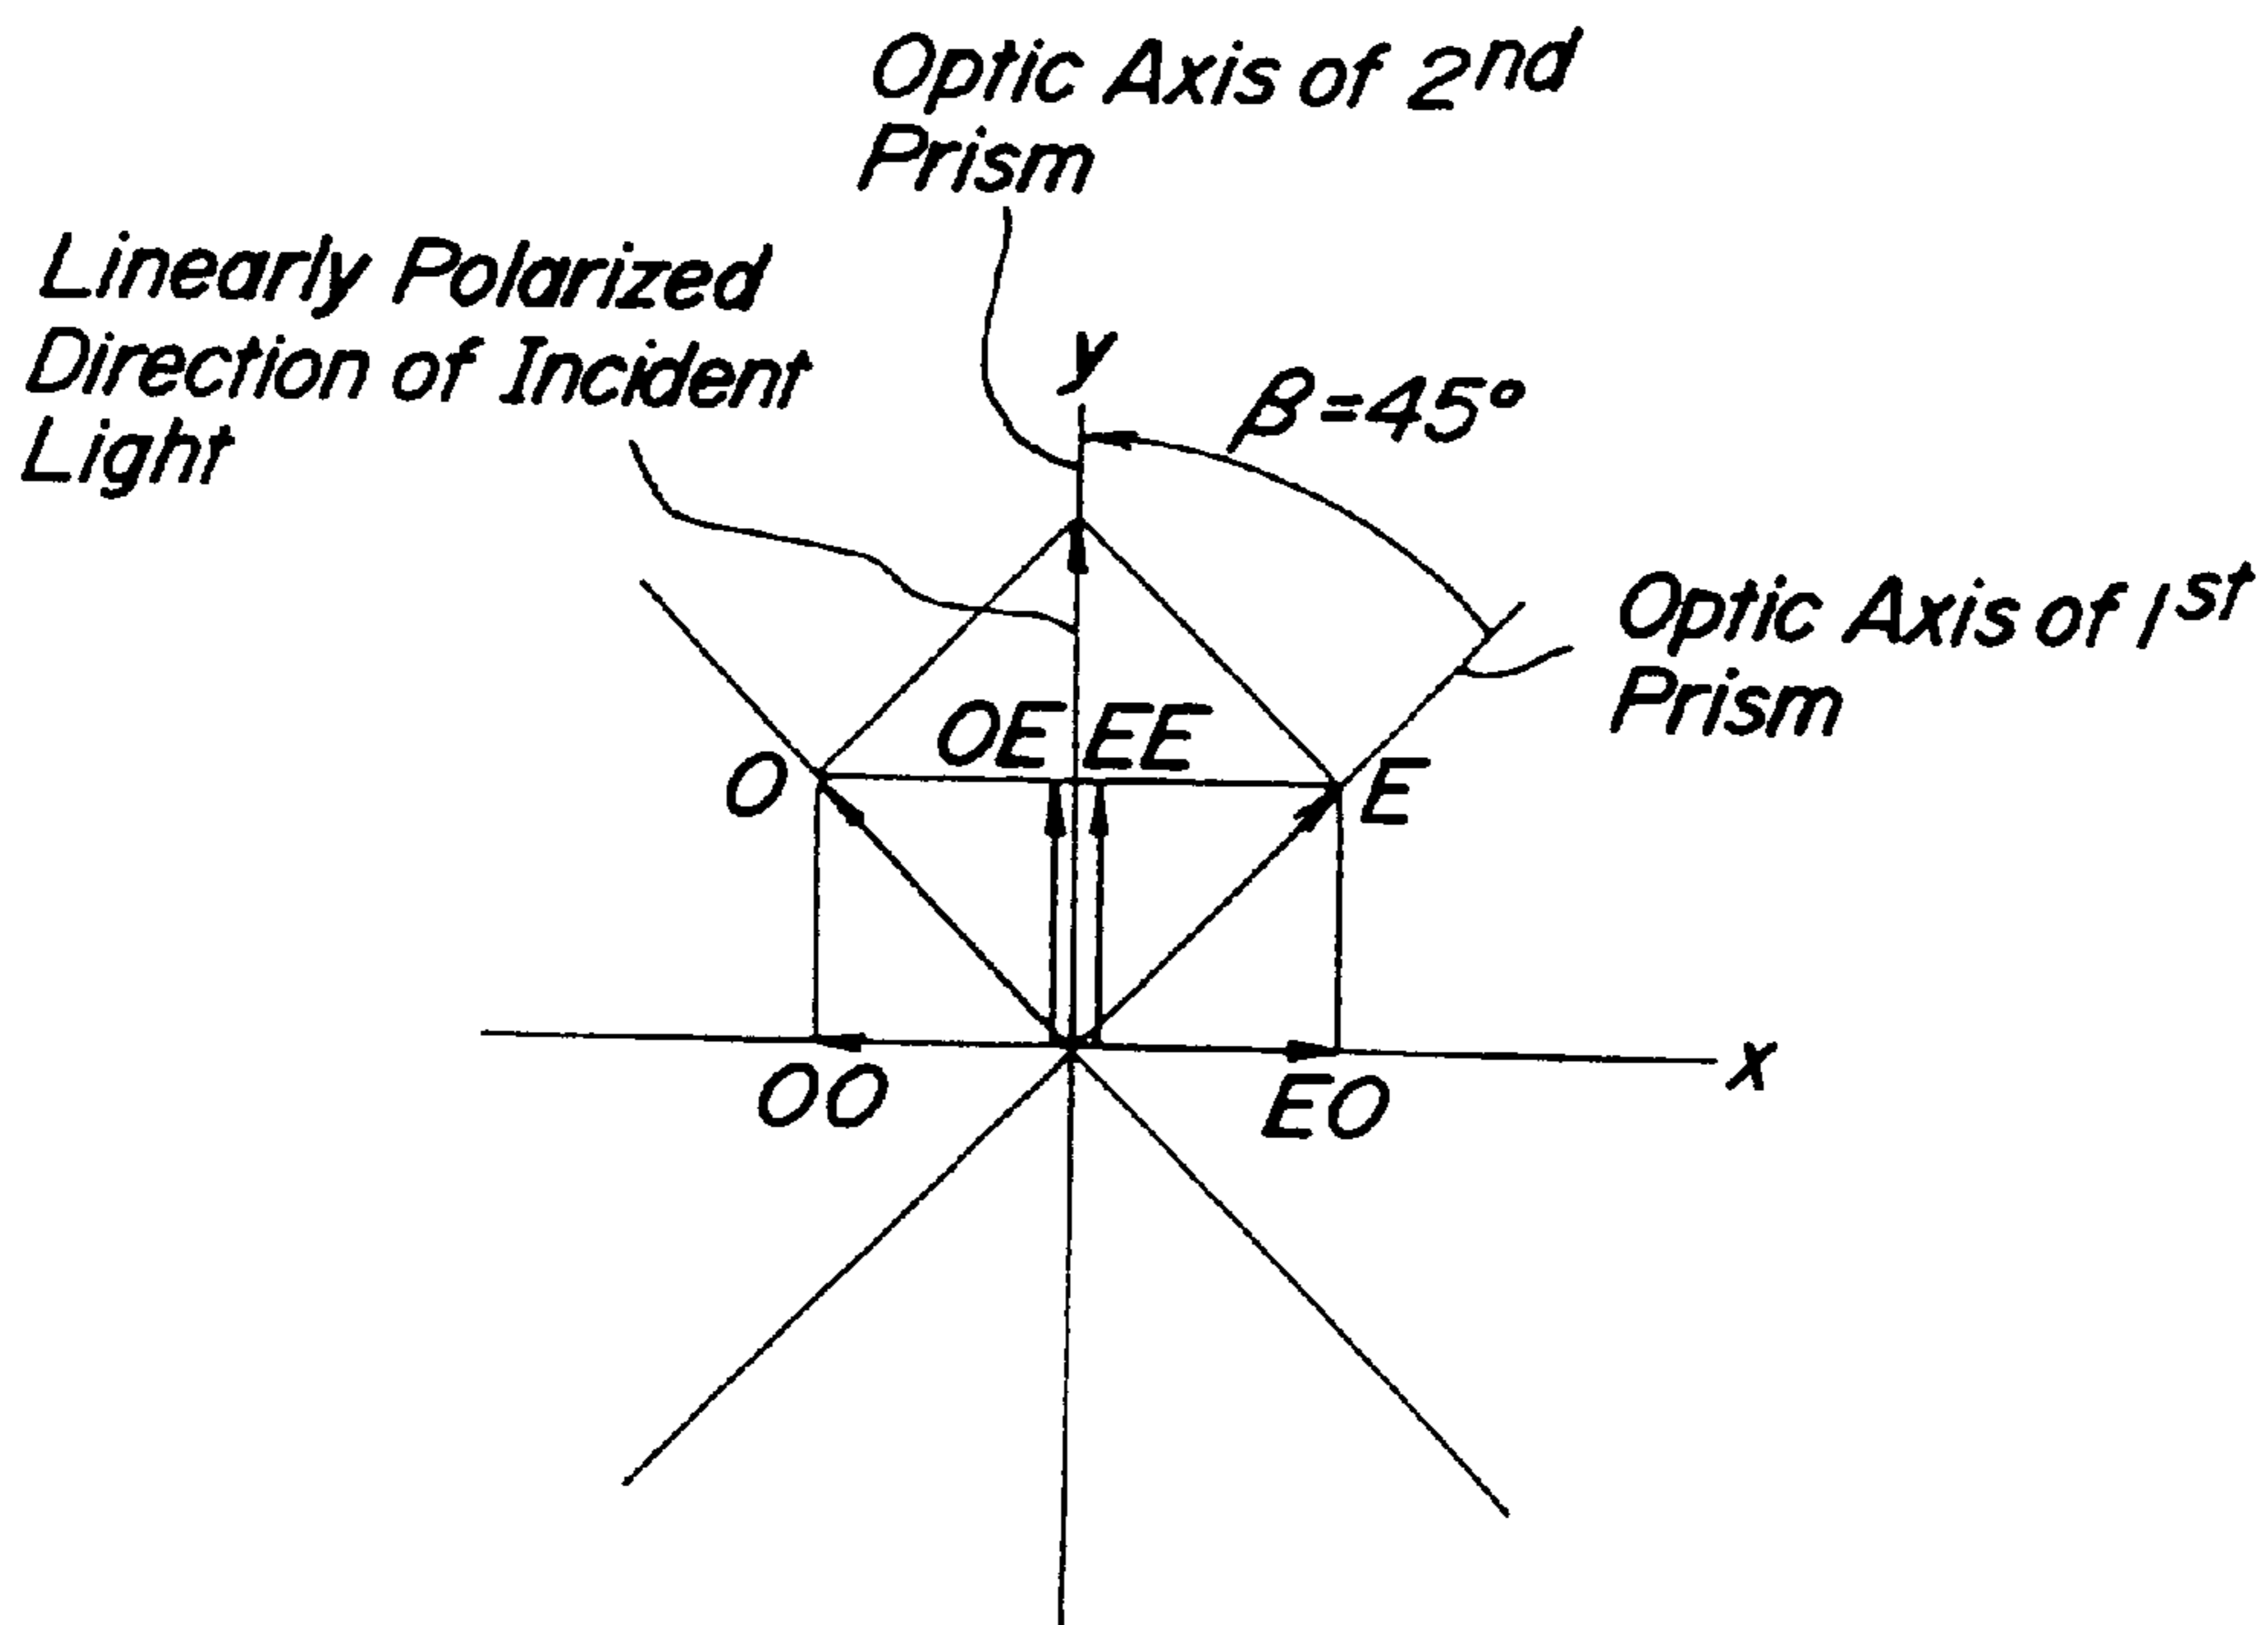 Optic Axis of 2nd
Prism
Linearly Polarized
Direction of Incident
Light
y
β=45°
Optic Axis of 1st
Prism
OE EE
O
E
OO
EO
x